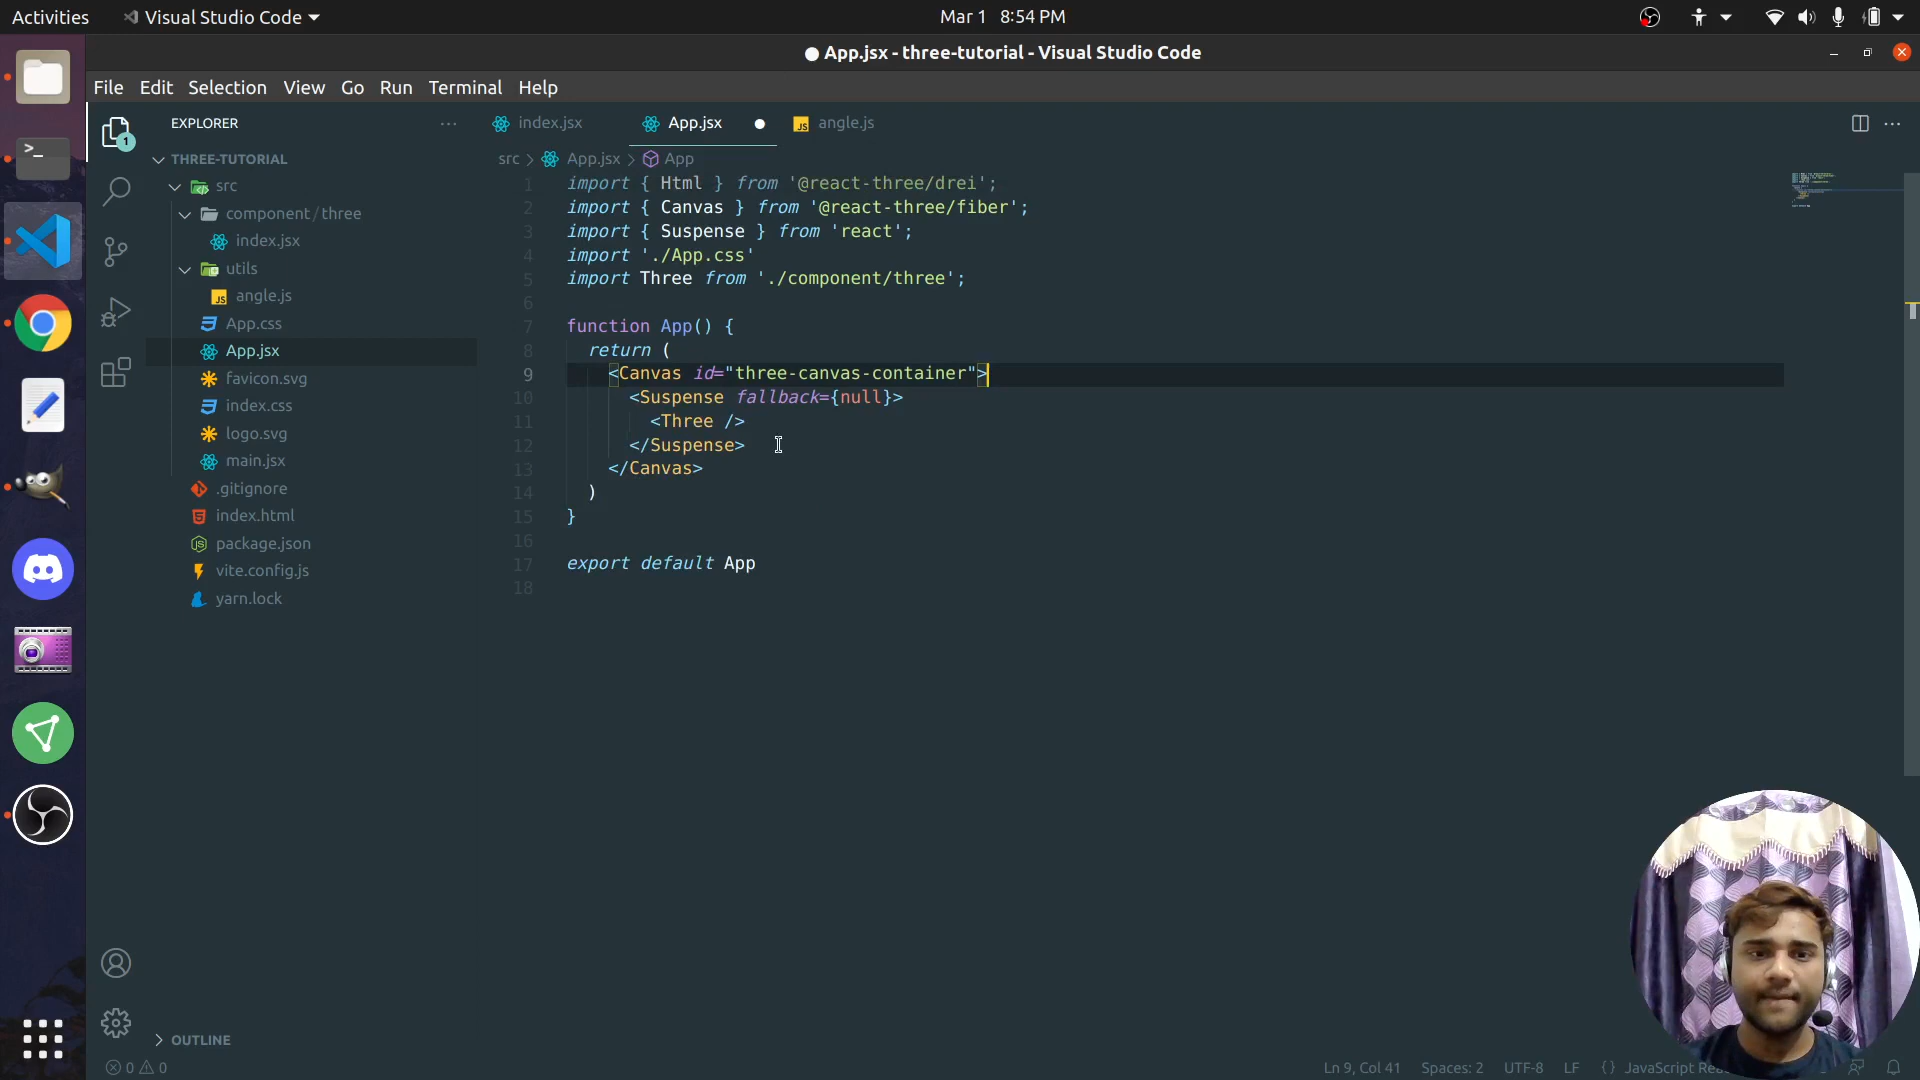 Activities
Visual Studio Code
Mar 1 8:54 PM
App.jsx - three-tutorial - Visual Studio Code
File Edit Selection View Go Run Terminal Help
EXPLORER
1
THREE-TUTORIAL
src
component / three
index.jsx
utils
angle.js
App.css
App.jsx
favicon.svg
index.css
logo.svg
main.jsx
.gitignore
index.html
package.json
vite.config.js
yarn.lock
OUTLINE
index.jsx
App.jsx
JS angle.js
src > App.jsx > App
1 import { Html } from '@react-three/drei';
2 import { Canvas } from '@react-three/fiber';
3 import { Suspense } from 'react';
4 import './App.css'
5 import Three from './component/three';
6
7 function App() {
8 return (
9 <Canvas id="three-canvas-container">
10 <Suspense fallback={null}>
11 <Three />
12 </Suspense>
13 </Canvas>
14 )
15 }
16
17 export default App
18
0 0
Ln 9, Col 41 Spaces: 2 UTF-8 LF {} JavaScript